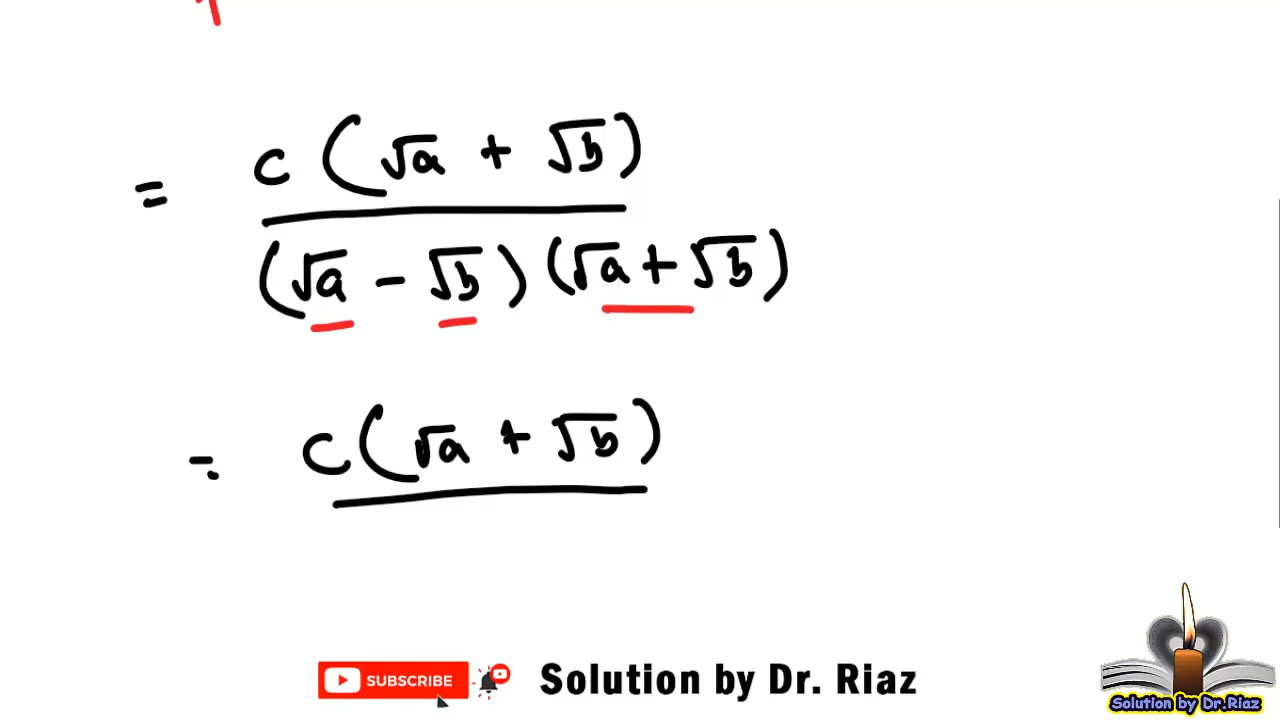 = c (√a + √b)
(√a - √b) (√a + √b)
= c(√a + √b)
SUBSCRIBE
Solution by Dr. Riaz
Solution by Dr.Riaz